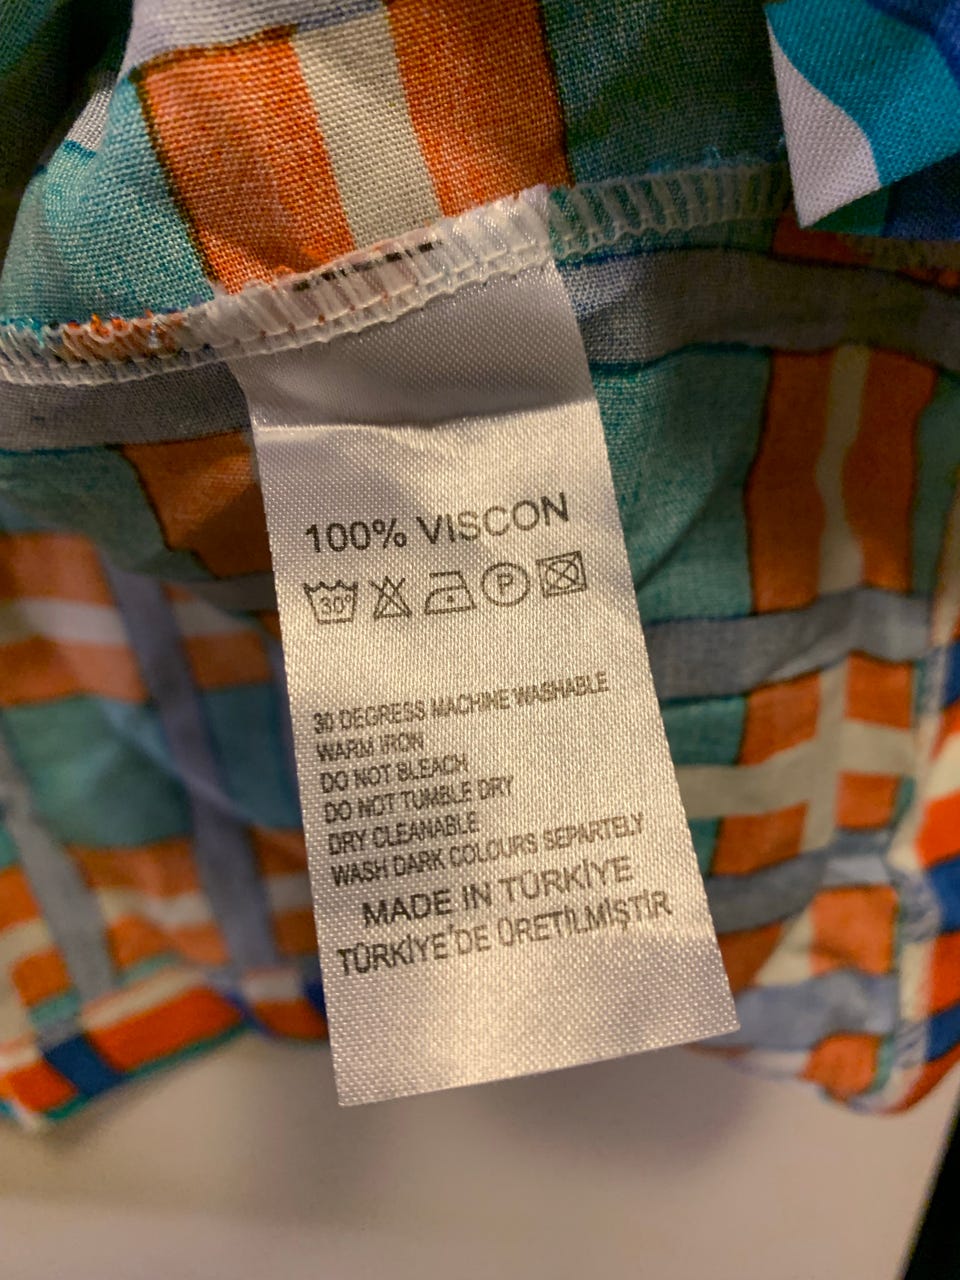 100% VISCON
30°
P
30 DEGRESS MACHINE WASHABLE
WARM IRON
DO NOT BLEACH
DO NOT TUMBLE DRY
DRY CLEANABLE
WASH DARK COLOURS SEPARTELY
MADE IN TÜRKİYE
TÜRKİYE'DE ÜRETİLMİŞTİR